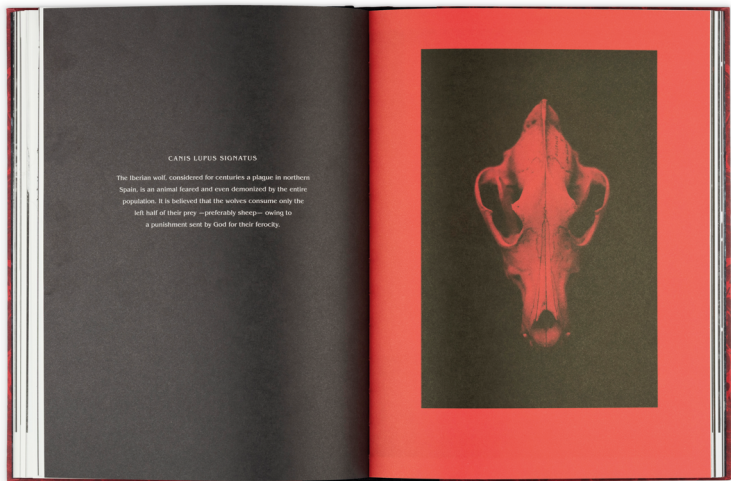 CANIS LUPUS SIGNATUS
The Iberian wolf, considered for centuries a plague in northern
Spain, is an animal feared and even demonized by the entire
population. It is believed that the wolves consume only the
left half of their prey —preferably sheep— owing to
a punishment sent by God for their ferocity.